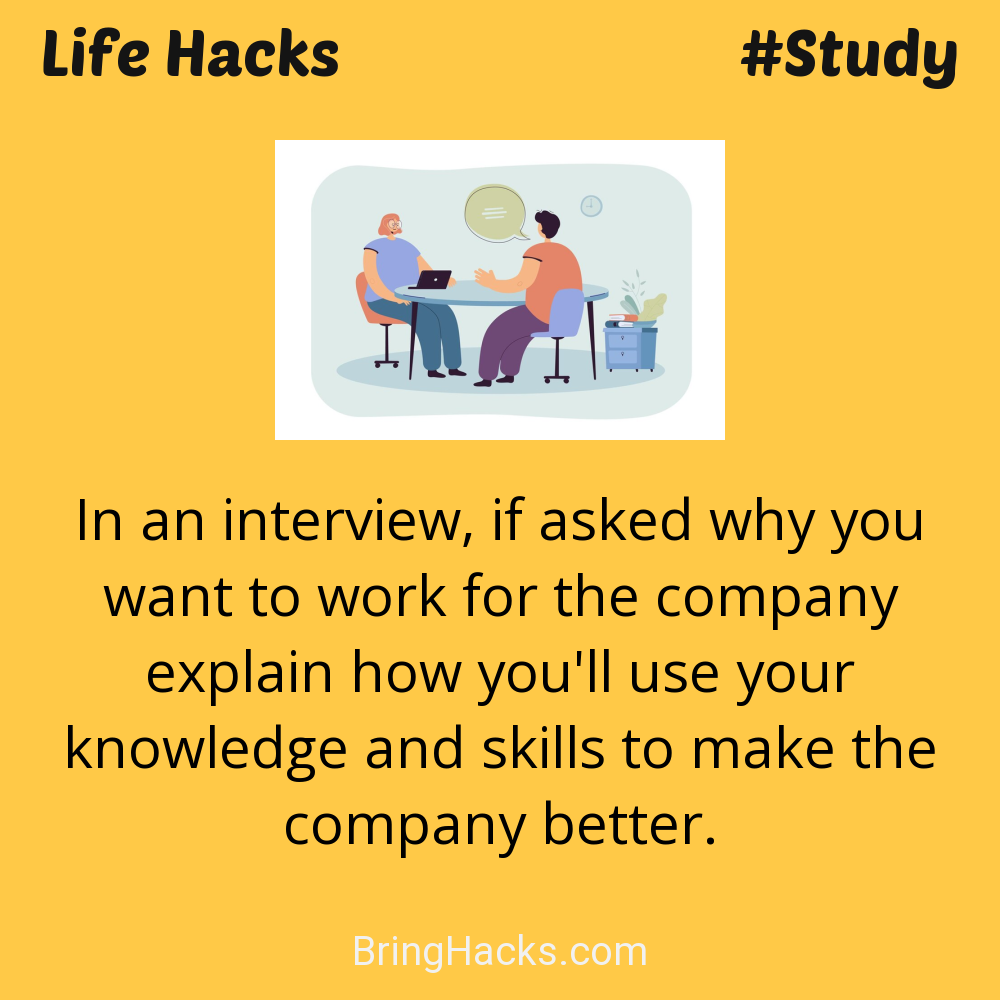 Life Hacks
#Study
In an interview, if asked why you
want to work for the company
explain how you'll use your
knowledge and skills to make the
company better.
BringHacks.com